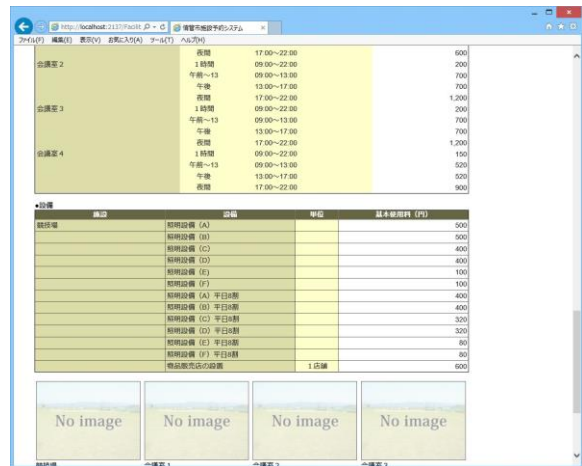 http://localhost:2137/Facilit
情管市施設予約システム
ファイル(F) 編集(E) 表示(V) お気に入り(A) ツール(T) ヘルプ(H)
夜間 17:00～22:00 600
会議室2 1時間 09:00～22:00 200
午前～13 09:00～13:00 700
午後 13:00～17:00 700
夜間 17:00～22:00 1,200
会議室3 1時間 09:00～22:00 200
午前～13 09:00～13:00 700
午後 13:00～17:00 700
夜間 17:00～22:00 1,200
会議室4 1時間 09:00～22:00 150
午前～13 09:00～13:00 520
午後 13:00～17:00 520
夜間 17:00～22:00 900
●設備
施設 設備 単位 基本使用料（円）
競技場 照明設備（A） 500
照明設備（B） 500
照明設備（C） 400
照明設備（D） 400
照明設備（E） 100
照明設備（F） 100
照明設備（A）平日8割 400
照明設備（B）平日8割 400
照明設備（C）平日8割 320
照明設備（D）平日8割 320
照明設備（E）平日8割 80
照明設備（F）平日8割 80
物品販売店の設置 1店舗 600
No image No image No image No image
競技場 会議室1 会議室2 会議室3